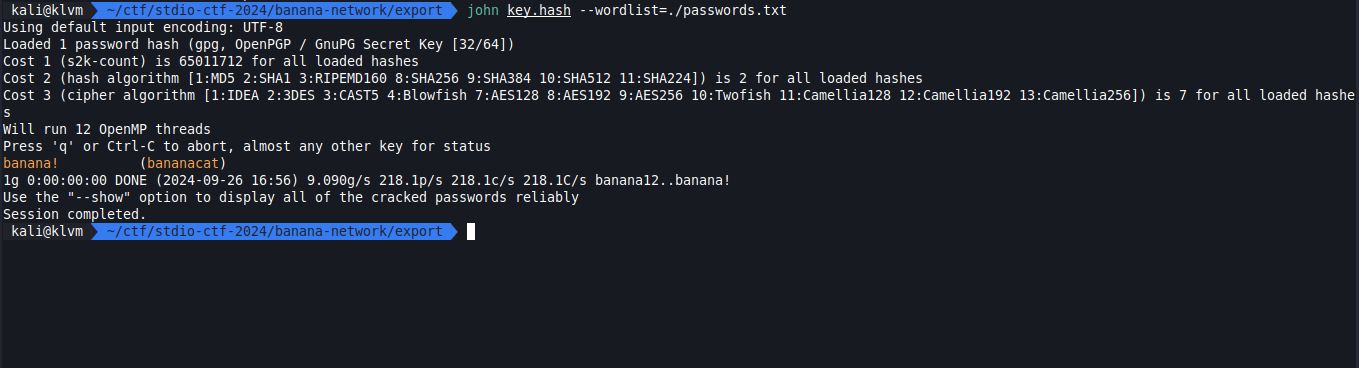 kali@klvm ~/ctf/stdio-ctf-2024/banana-network/export john key.hash --wordlist=./passwords.txt
Using default input encoding: UTF-8
Loaded 1 password hash (gpg, OpenPGP / GnuPG Secret Key [32/64])
Cost 1 (s2k-count) is 65011712 for all loaded hashes
Cost 2 (hash algorithm [1:MD5 2:SHA1 3:RIPEMD160 8:SHA256 9:SHA384 10:SHA512 11:SHA224]) is 2 for all loaded hashes
Cost 3 (cipher algorithm [1:IDEA 2:3DES 3:CAST5 4:Blowfish 7:AES128 8:AES192 9:AES256 10:Twofish 11:Camellia128 12:Camellia192 13:Camellia256]) is 7 for all loaded hashe
s
Will run 12 OpenMP threads
Press 'q' or Ctrl-C to abort, almost any other key for status
banana!          (bananacat)
1g 0:00:00:00 DONE (2024-09-26 16:56) 9.090g/s 218.1p/s 218.1c/s 218.1C/s banana12..banana!
Use the "--show" option to display all of the cracked passwords reliably
Session completed.
kali@klvm ~/ctf/stdio-ctf-2024/banana-network/export